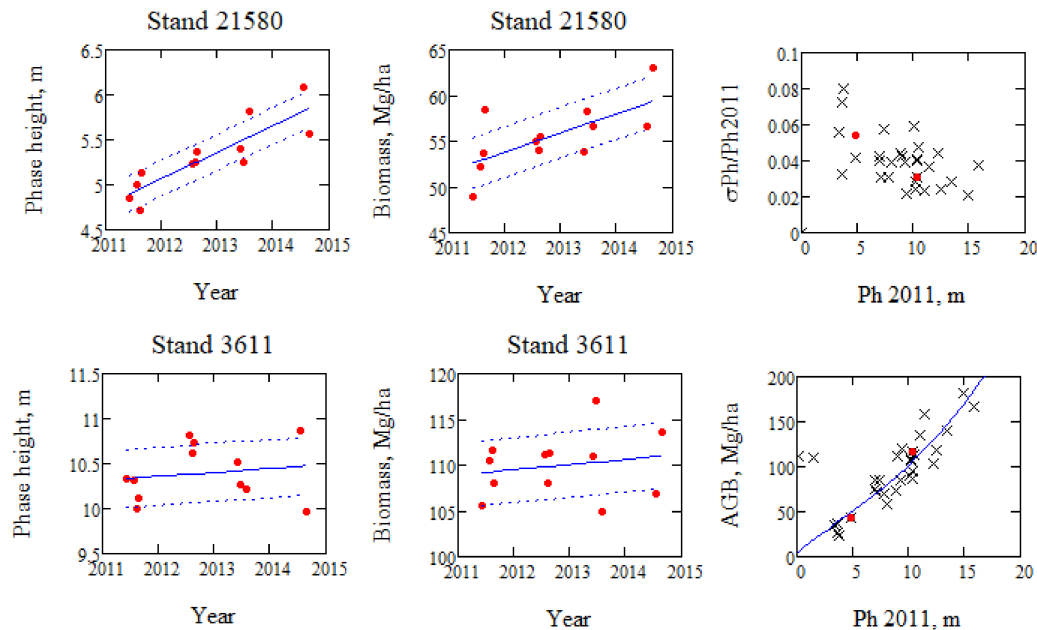 Stand 21580
Stand 21580
Phase height, m
6.5
6
5.5
5
4.5
2011 2012 2013 2014 2015
Year
Biomass, Mg/ha
65
60
55
50
45
2011 2012 2013 2014 2015
Year
σPh/Ph2011
0.1
0.08
0.06
0.04
0.02
0
0 5 10 15 20
Ph 2011, m
Stand 3611
Stand 3611
Phase height, m
11.5
11
10.5
10
9.5
2011 2012 2013 2014 2015
Year
Biomass, Mg/ha
120
115
110
105
100
2011 2012 2013 2014 2015
Year
AGB, Mg/ha
200
150
100
50
0
0 5 10 15 20
Ph 2011, m